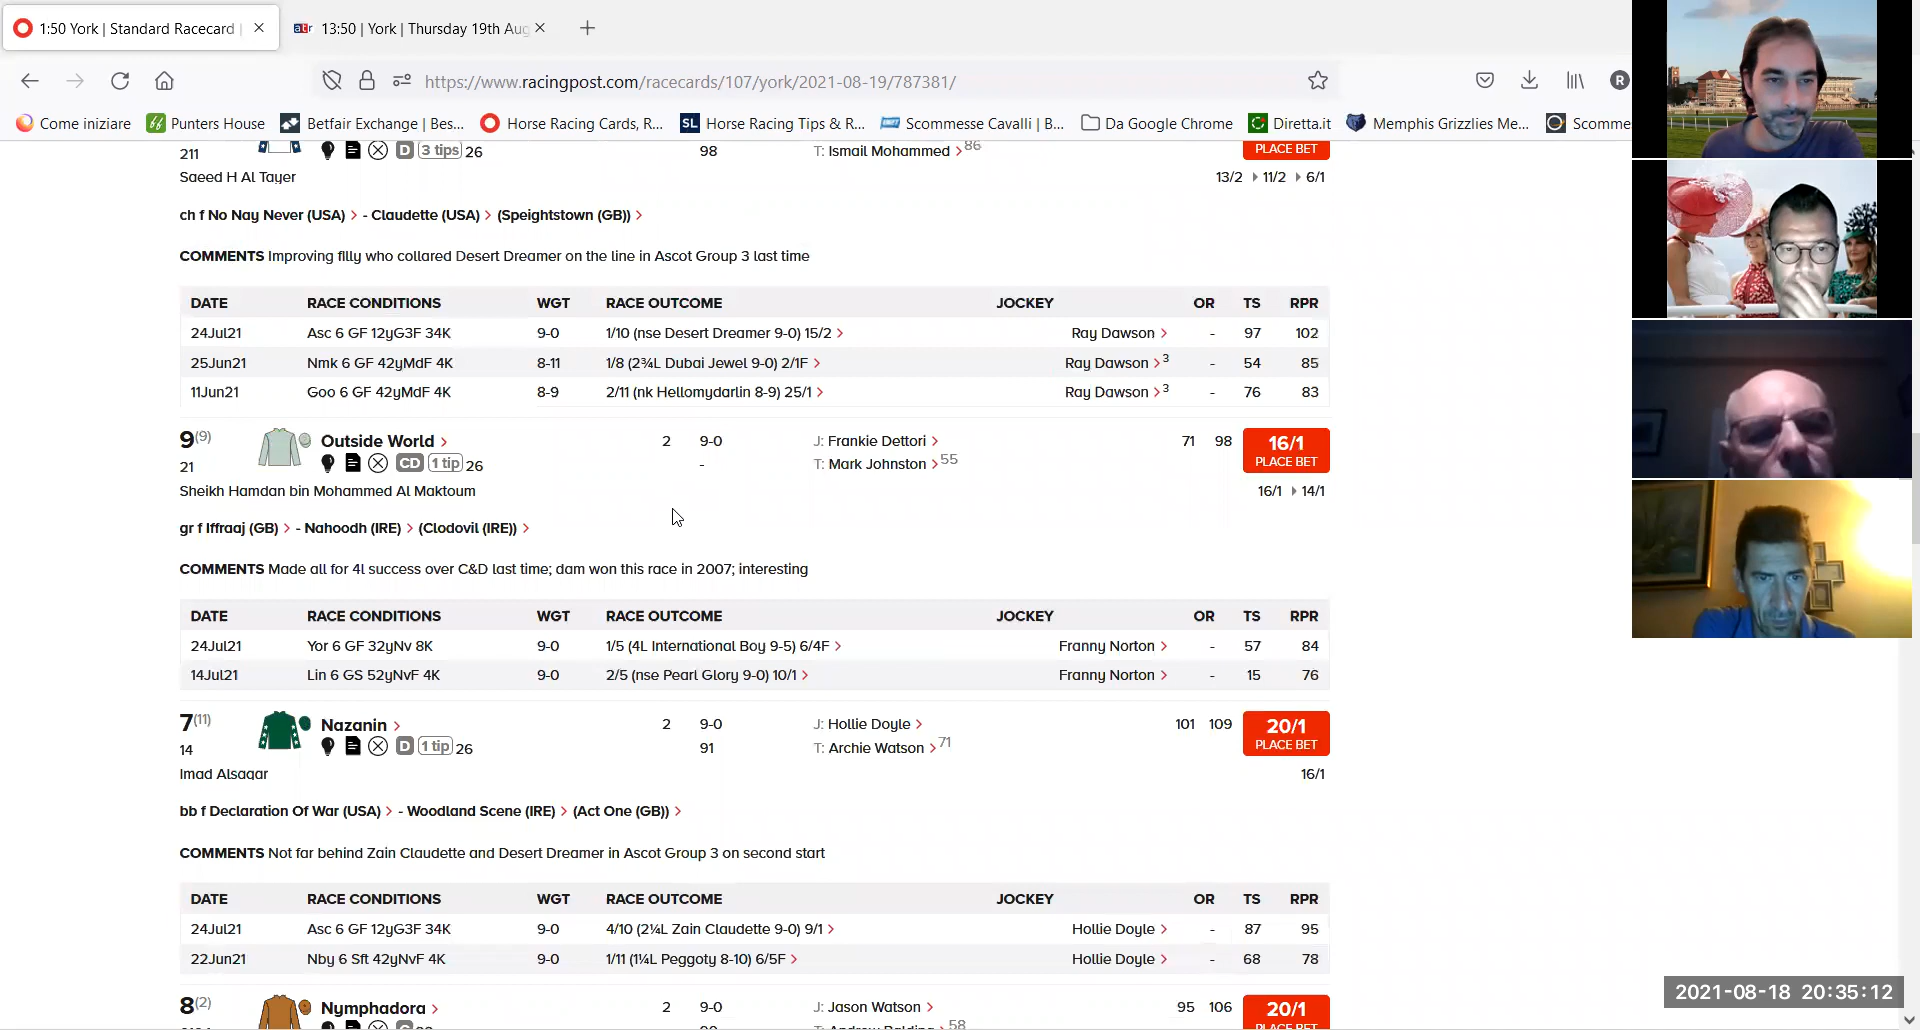 1:50 York | Standard Racecard |
13:50 | York | Thursday 19th Aug
https://www.racingpost.com/racecards/107/york/2021-08-19/787381/
R
Come iniziare
Punters House
Betfair Exchange | Bes...
Horse Racing Cards, R...
SL Horse Racing Tips & R...
Scommesse Cavalli | B...
Da Google Chrome
Diretta.it
Memphis Grizzlies Me...
Scomme
211 D 3 tips 26 98 T: Ismail Mohammed > 86 PLACE BET
Saeed H Al Tayer 13/2 11/2 6/1
ch f No Nay Never (USA) > - Claudette (USA) > (Speightstown (GB)) >
COMMENTS Improving filly who collared Desert Dreamer on the line in Ascot Group 3 last time
DATE RACE CONDITIONS WGT RACE OUTCOME JOCKEY OR TS RPR
24Jul21 Asc 6 GF 12yG3F 34K 9-0 1/10 (nse Desert Dreamer 9-0) 15/2 > Ray Dawson > - 97 102
25Jun21 Nmk 6 GF 42yMdF 4K 8-11 1/8 (2¾L Dubai Jewel 9-0) 2/1F > Ray Dawson > 3 - 54 85
11Jun21 Goo 6 GF 42yMdF 4K 8-9 2/11 (nk Hellomydarlin 8-9) 25/1 > Ray Dawson > 3 - 76 83
9(9) Outside World > 2 9-0 J: Frankie Dettori > 71 98 16/1
21 CD 1 tip 26 - T: Mark Johnston > 55 PLACE BET
Sheikh Hamdan bin Mohammed Al Maktoum 16/1 14/1
gr f Iffraaj (GB) > - Nahoodh (IRE) > (Clodovil (IRE)) >
COMMENTS Made all for 4l success over C&D last time; dam won this race in 2007; interesting
DATE RACE CONDITIONS WGT RACE OUTCOME JOCKEY OR TS RPR
24Jul21 Yor 6 GF 32yNv 8K 9-0 1/5 (4L International Boy 9-5) 6/4F > Franny Norton > - 57 84
14Jul21 Lin 6 GS 52yNvF 4K 9-0 2/5 (nse Pearl Glory 9-0) 10/1 > Franny Norton > - 15 76
7(11) Nazanin > 2 9-0 J: Hollie Doyle > 101 109 20/1
14 D 1 tip 26 91 T: Archie Watson > 71 PLACE BET
Imad Alsagar 16/1
bb f Declaration Of War (USA) > - Woodland Scene (IRE) > (Act One (GB)) >
COMMENTS Not far behind Zain Claudette and Desert Dreamer in Ascot Group 3 on second start
DATE RACE CONDITIONS WGT RACE OUTCOME JOCKEY OR TS RPR
24Jul21 Asc 6 GF 12yG3F 34K 9-0 4/10 (2¼L Zain Claudette 9-0) 9/1 > Hollie Doyle > - 87 95
22Jun21 Nby 6 Sft 42yNvF 4K 9-0 1/11 (1¼L Peggoty 8-10) 6/5F > Hollie Doyle > - 68 78
8(2) Nymphadora > 2 9-0 J: Jason Watson > 95 106 20/1
58
2021-08-18 20:35:12